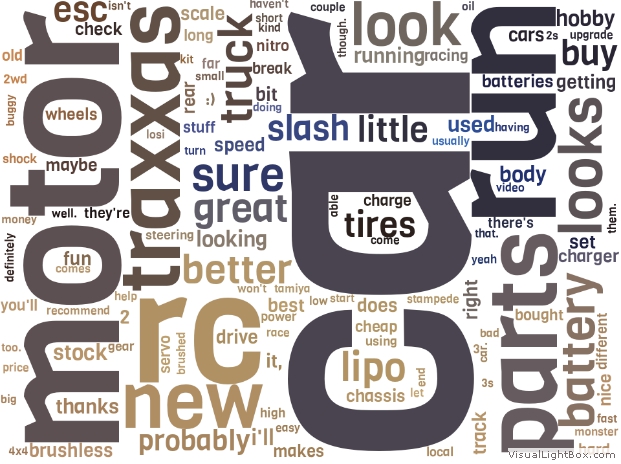 esc
isn't
check
old
2wd
buggy
motor
wheels
shock
maybe
money
well.
they're
definitely
fun
comes
you'll
recommend
2
help
too.
stock
gear
price
big
thanks
4x4
brushless
traxxas
scale
long
kit
far
small
rear
:)
losi
stuff
turn
speed
haven't
short
kind
truck
nitro
break
bit
doing
slash
sure
great
steering
looking
better
won't
tamiya
best
power
race
rc
servo
brushed
drive
it,
new
high
easy
probably
i'll
makes
couple
though.
look
oil
running
racing
car
little
able
charge
tires
come
low
start
does
stampede
cheap
using
lipo
chassis
let
end
local
right
track
run
cars
2s
hobby
upgrade
buy
batteries
getting
used
having
usually
body
video
looks
them.
there's
that.
set
yeah
charger
parts
bought
battery
nice
different
bad
3.
car.
3s
fast
monster
hard
VisualLightBox.com